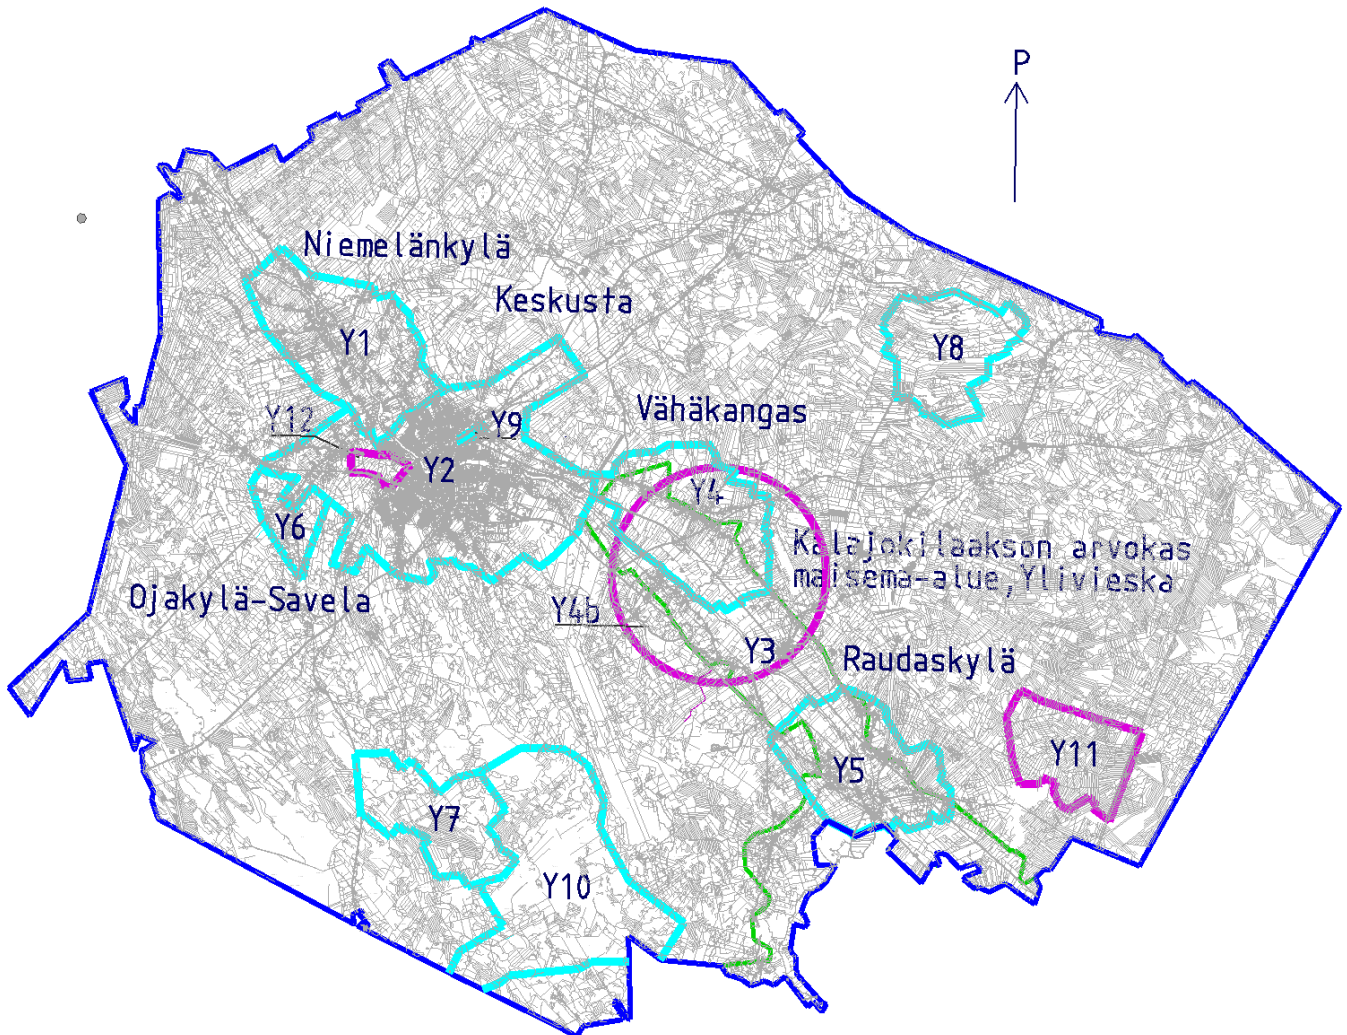 P
Niemelänkylä
Keskusta
Y1
Y8
Vähäkangas
Y12
Y9
Y2
Y4
Y6
Kalajokilaakson arvokas
maisema-alue,Ylivieska
Ojakylä-Savela
Y4b
Y3
Raudaskylä
Y11
Y5
Y7
Y10